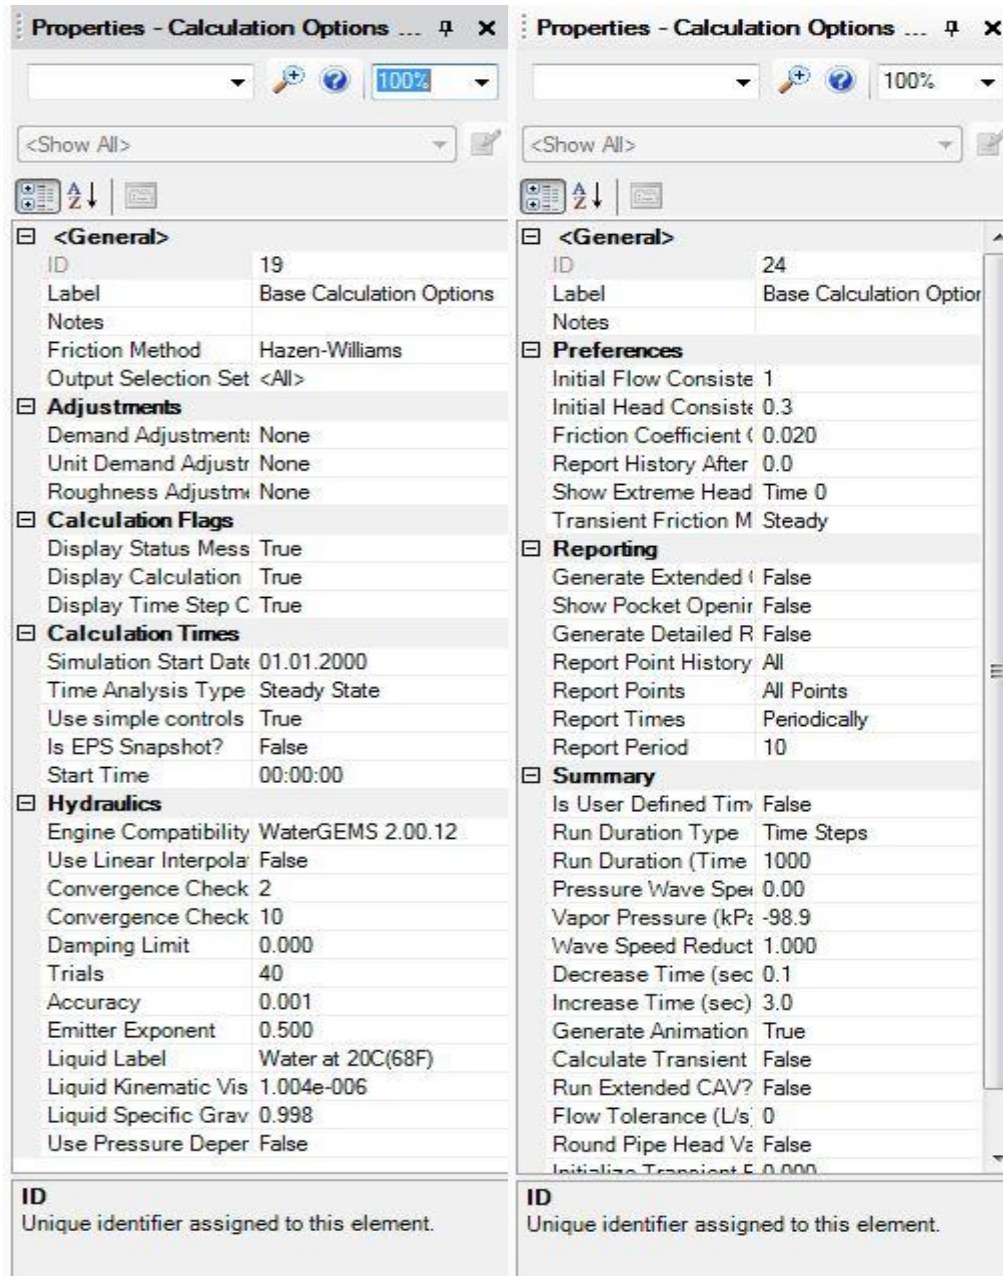 Properties - Calculation Options ...
100%
<Show All>
<General>
ID 19
Label Base Calculation Options
Notes
Friction Method Hazen-Williams
Output Selection Set <All>
Adjustments
Demand Adjustments None
Unit Demand Adjustr None
Roughness Adjustme None
Calculation Flags
Display Status Mess True
Display Calculation True
Display Time Step C True
Calculation Times
Simulation Start Date 01.01.2000
Time Analysis Type Steady State
Use simple controls True
Is EPS Snapshot? False
Start Time 00:00:00
Hydraulics
Engine Compatibility WaterGEMS 2.00.12
Use Linear Interpola False
Convergence Check 2
Convergence Check 10
Damping Limit 0.000
Trials 40
Accuracy 0.001
Emitter Exponent 0.500
Liquid Label Water at 20C(68F)
Liquid Kinematic Vis 1.004e-006
Liquid Specific Grav 0.998
Use Pressure Deper False
ID
Unique identifier assigned to this element.
Properties - Calculation Options ...
100%
<Show All>
<General>
ID 24
Label Base Calculation Option
Notes
Preferences
Initial Flow Consiste 1
Initial Head Consiste 0.3
Friction Coefficient ( 0.020
Report History After 0.0
Show Extreme Head Time 0
Transient Friction M Steady
Reporting
Generate Extended ( False
Show Pocket Openin False
Generate Detailed R False
Report Point History All
Report Points All Points
Report Times Periodically
Report Period 10
Summary
Is User Defined Tim False
Run Duration Type Time Steps
Run Duration (Time 1000
Pressure Wave Spee 0.00
Vapor Pressure (kPa -98.9
Wave Speed Reduct 1.000
Decrease Time (sec 0.1
Increase Time (sec) 3.0
Generate Animation True
Calculate Transient False
Run Extended CAV? False
Flow Tolerance (L/s) 0
Round Pipe Head Va False
Initialize Transient F 0.000
ID
Unique identifier assigned to this element.